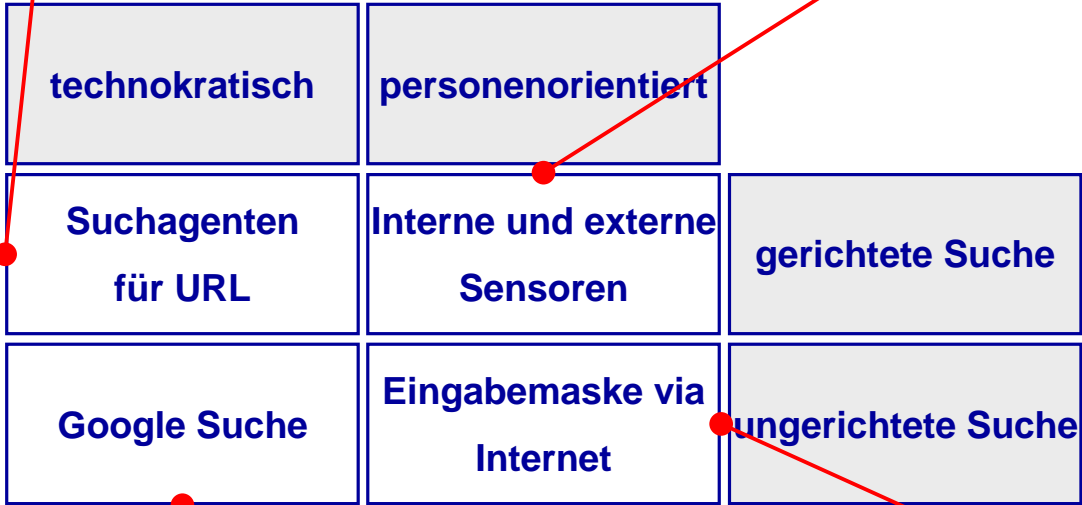 technokratisch
personenorientiert
Suchagenten
für URL
Interne und externe
Sensoren
gerichtete Suche
Google Suche
Eingabemaske via
Internet
ungerichtete Suche